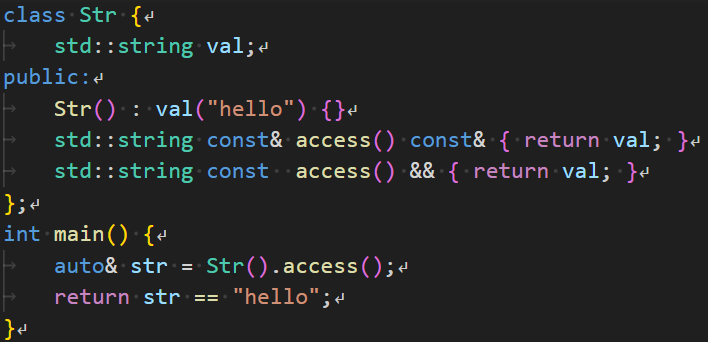 class Str {
	std::string val;
public:
	Str() : val("hello") {}
	std::string const& access() const& { return val; }
	std::string const  access() && { return val; }
};
int main() {
	auto& str = Str().access();
	return str == "hello";
}